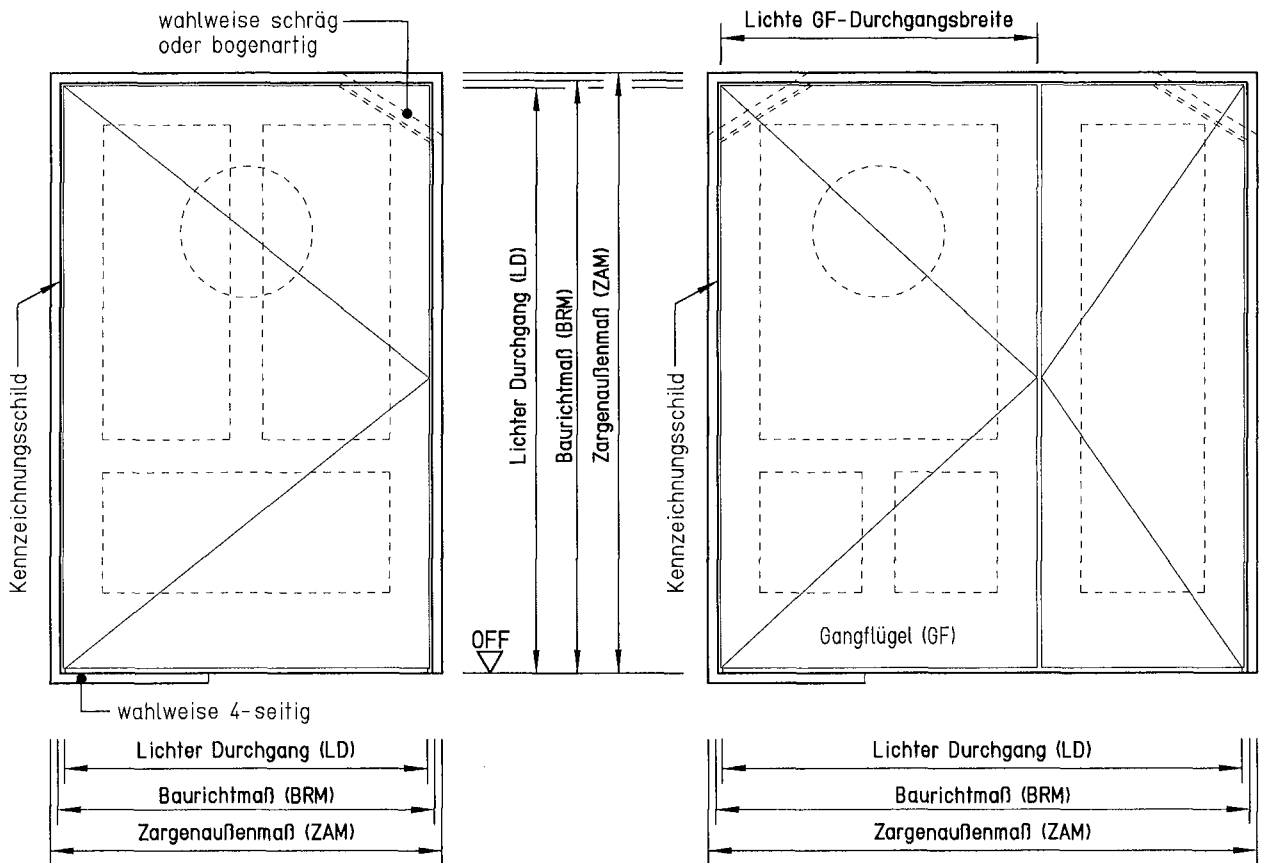 wahlweise schräg
oder bogenartig
Lichte GF-Durchgangsbreite
Kennzeichnungsschild
Lichter Durchgang (LD)
Baurichtmaß (BRM)
Zargenaußenmaß (ZAM)
Kennzeichnungsschild
OFF
Gangflügel (GF)
wahlweise 4-seitig
Lichter Durchgang (LD)
Baurichtmaß (BRM)
Zargenaußenmaß (ZAM)
Lichter Durchgang (LD)
Baurichtmaß (BRM)
Zargenaußenmaß (ZAM)